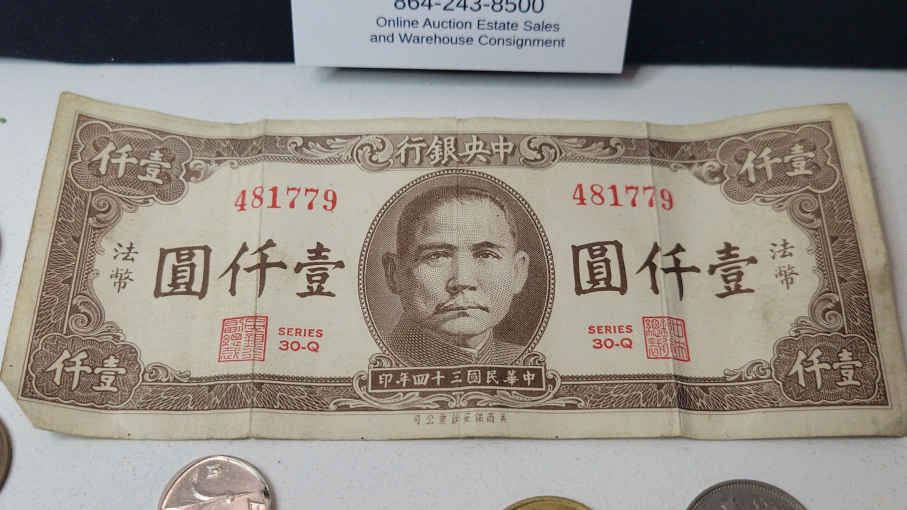 864-243-8500
Online Auction Estate Sales
and Warehouse Consignment
中央銀行
壹仟
壹仟
481779
481779
法幣
壹仟圓
壹仟圓
法幣
SERIES
30-Q
SERIES
30-Q
壹仟
壹仟
中華民國三十四年印